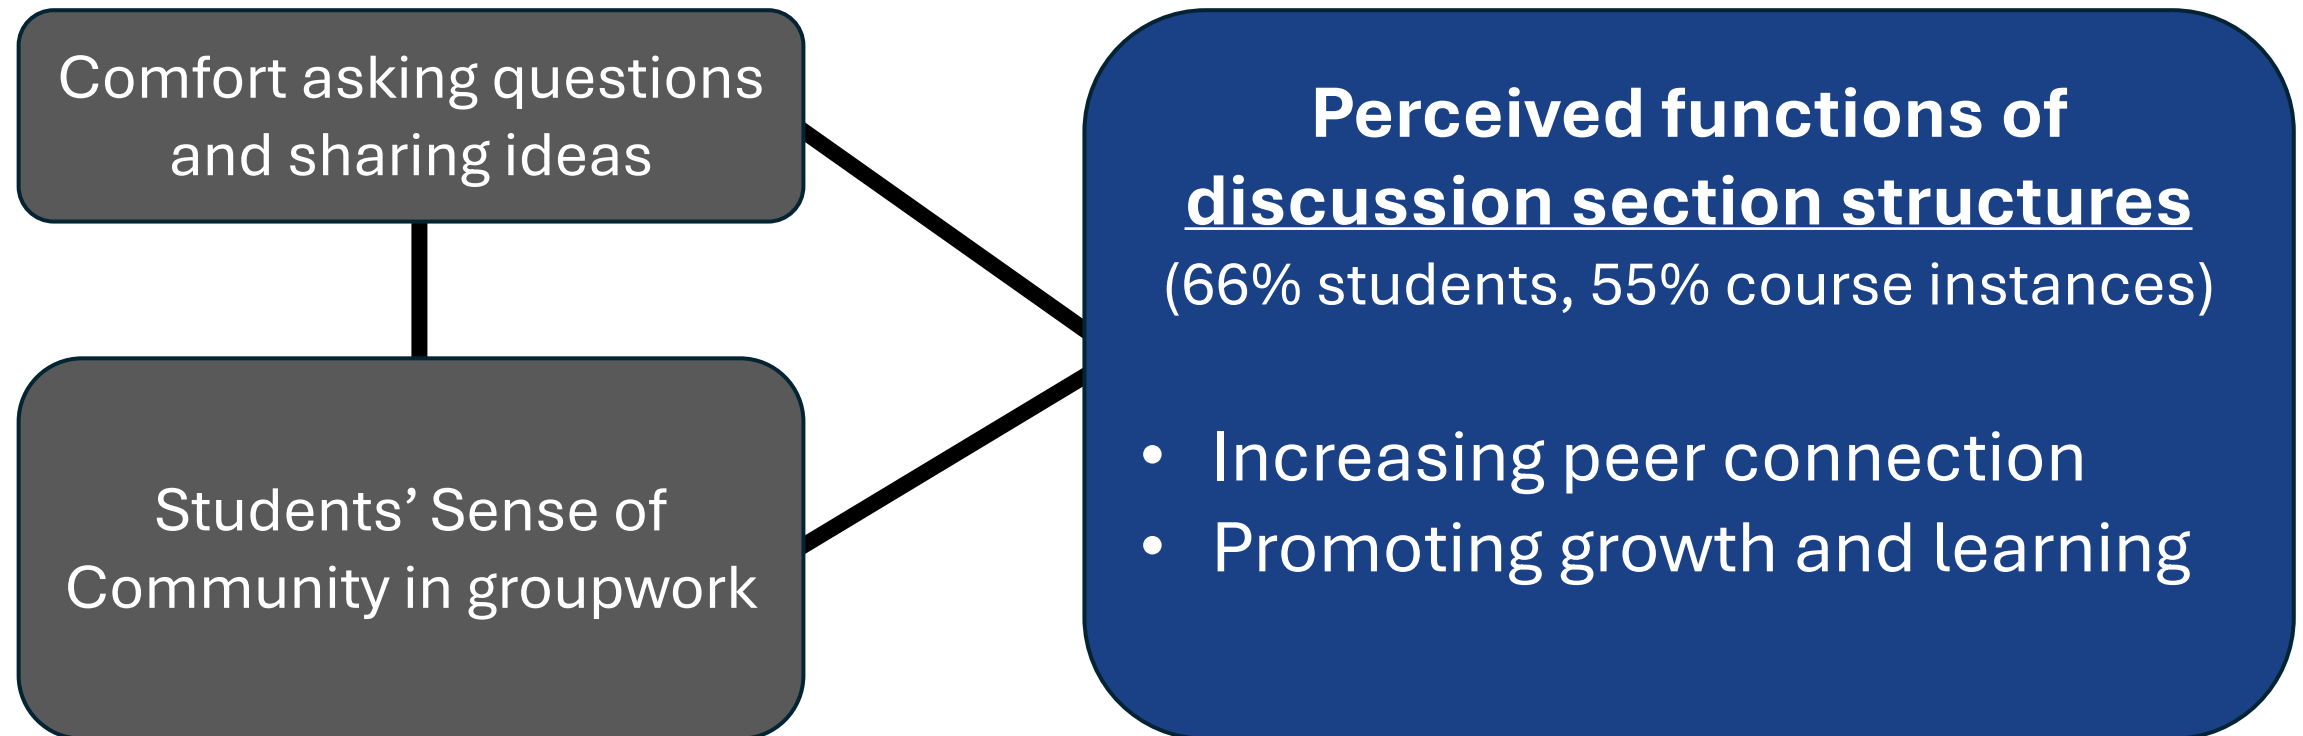 Comfort asking questions
and sharing ideas
Students’ Sense of
Community in groupwork
Perceived functions of
discussion section structures
(66% students, 55% course instances)
• Increasing peer connection
• Promoting growth and learning